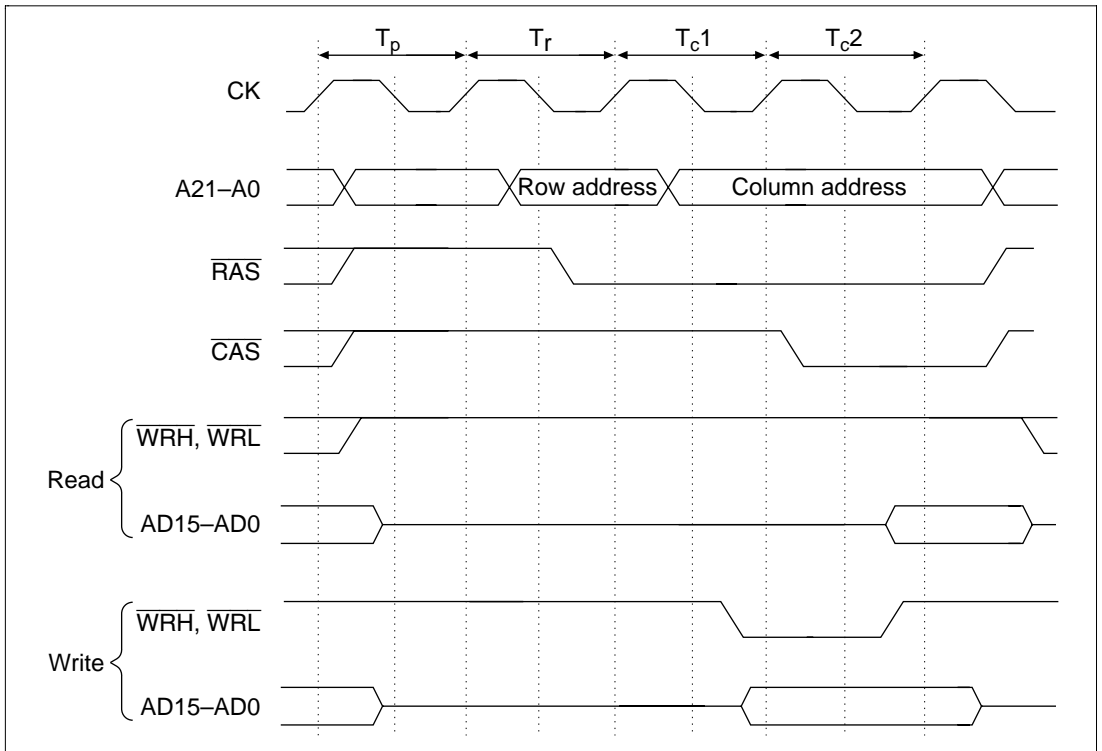 Tp Tr Tc1 Tc2
CK
A21–A0 Row address Column address
RAS
CAS
WRH, WRL
Read
AD15–AD0
WRH, WRL
Write
AD15–AD0